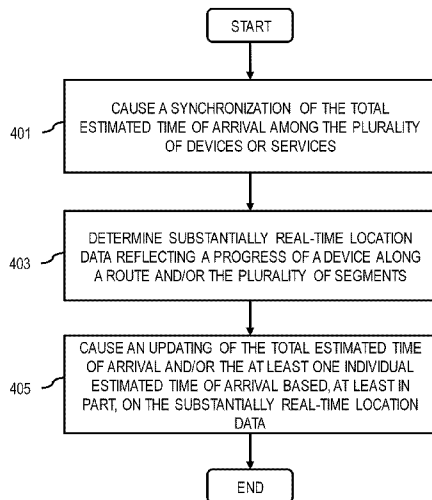 START
401
CAUSE A SYNCHRONIZATION OF THE TOTAL
ESTIMATED TIME OF ARRIVAL AMONG THE PLURALITY
OF DEVICES OR SERVICES
403
DETERMINE SUBSTANTIALLY REAL-TIME LOCATION
DATA REFLECTING A PROGRESS OF A DEVICE ALONG
A ROUTE AND/OR THE PLURALITY OF SEGMENTS
405
CAUSE AN UPDATING OF THE TOTAL ESTIMATED TIME
OF ARRIVAL AND/OR THE AT LEAST ONE INDIVIDUAL
ESTIMATED TIME OF ARRIVAL BASED, AT LEAST IN
PART, ON THE SUBSTANTIALLY REAL-TIME LOCATION
DATA
END